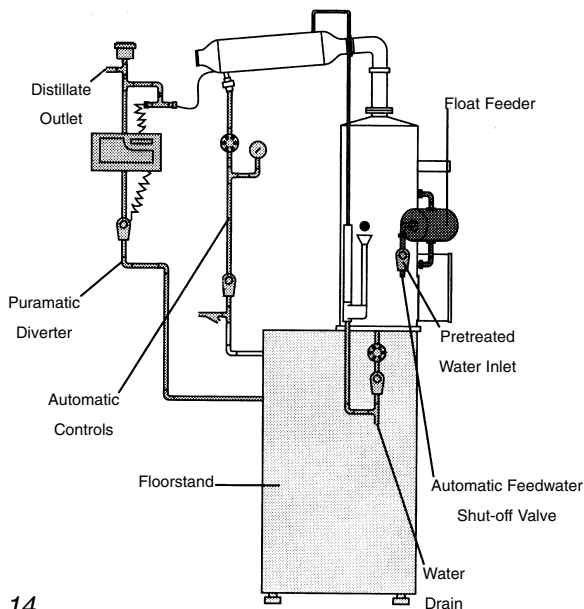 Distillate
Outlet
Float Feeder
Puramatic
Diverter
Pretreated
Water Inlet
Automatic
Controls
Floorstand
Automatic Feedwater
Shut-off Valve
Water
Drain
14